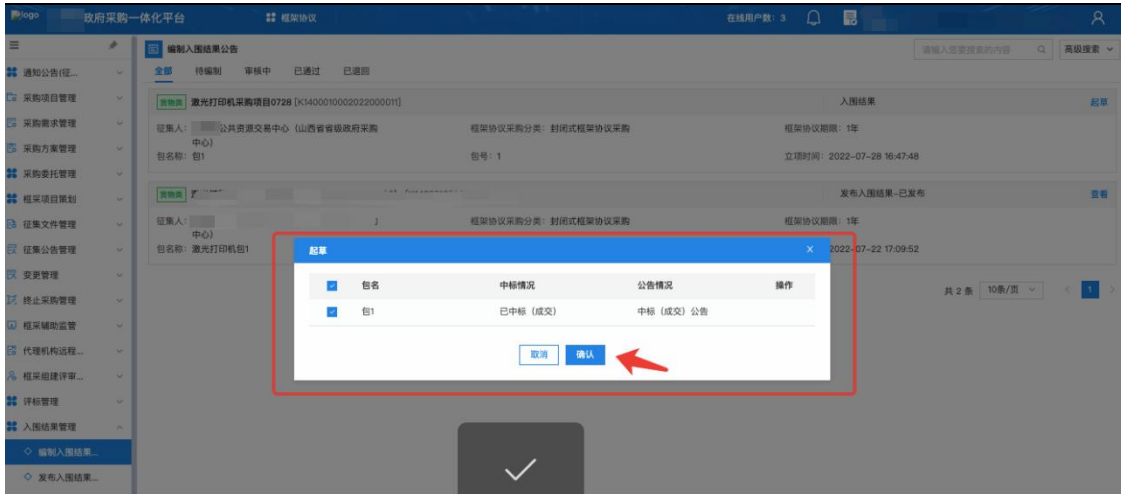 logo
政府采购一体化平台
框架协议
在线用户数：3
编制入围结果公告
请输入您要搜索的内容
高级搜索
全部 待编制 审核中 已通过 已退回
通知公告(征...
采购项目管理
采购需求管理
采购方案管理
采购委托管理
框采项目策划
征集文件管理
征集公告管理
变更管理
终止采购管理
框采辅助监管
代理机构远程...
框采组建评审...
评标管理
入围结果管理
编制入围结果...
发布入围结果...
货物类 激光打印机采购项目0728 [K1400010002022000011] 入围结果 起草
征集人： 公共资源交易中心（山西省省级政府采购 框架协议采购分类：封闭式框架协议采购 框架协议期限：1年
中心）
包名称：包1 包号：1 立项时间：2022-07-28 16:47:48
货物类 发布入围结果-已发布 查看
征集人： 框架协议采购分类：封闭式框架协议采购 框架协议期限：1年
中心）
包名称：激光打印机包1 2022-07-22 17:09:52
起草
包名 中标情况 公告情况 操作
包1 已中标（成交） 中标（成交）公告
取消 确认
共 2 条 10条/页 1